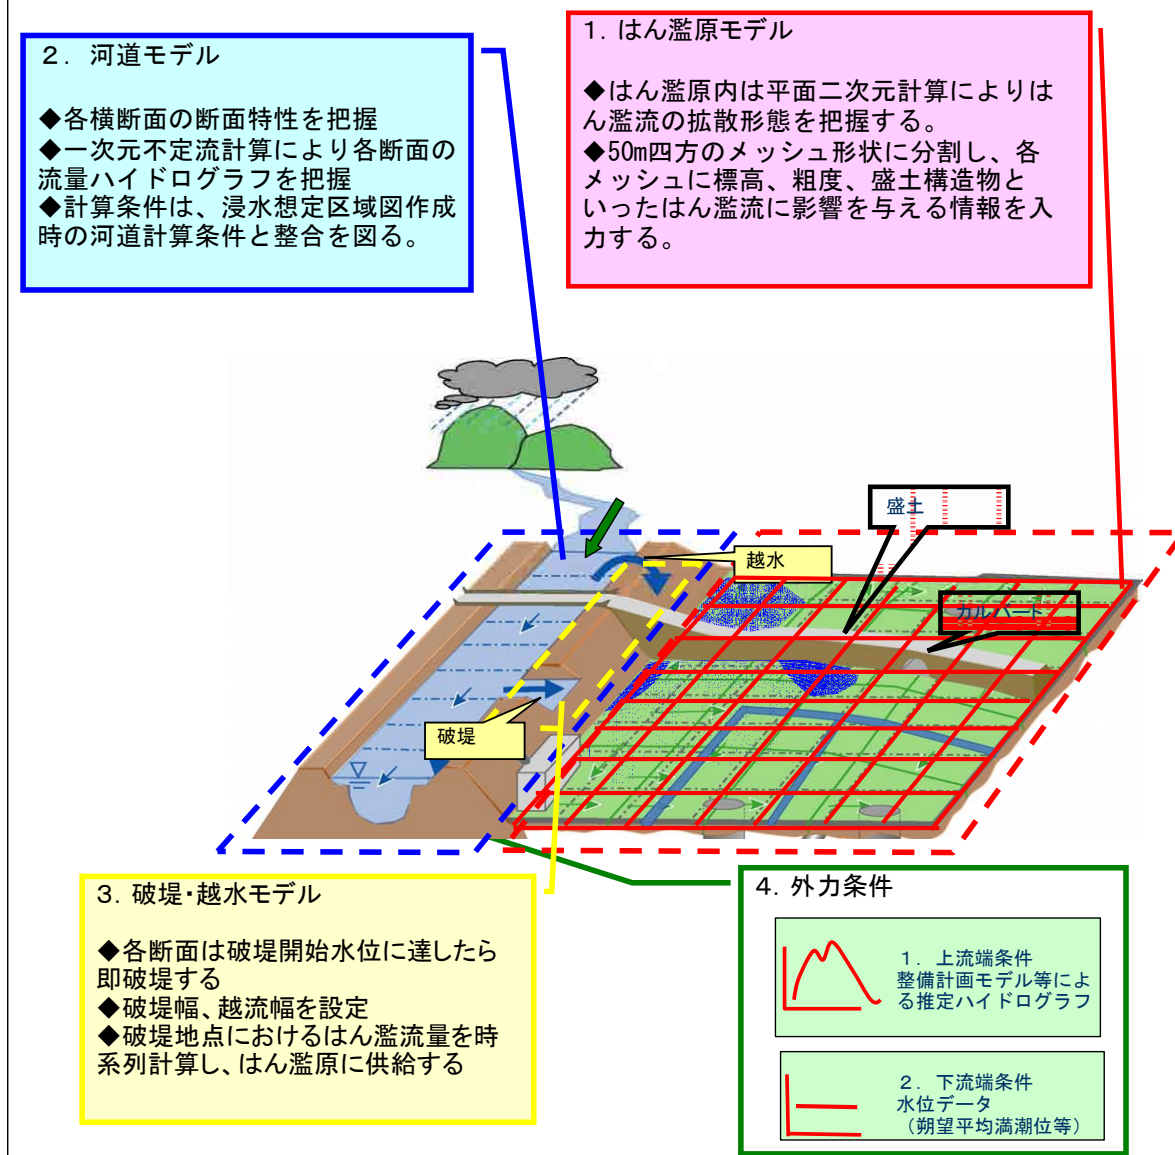 2. 河道モデル
◆各横断面の断面特性を把握
◆一次元不定流計算により各断面の
流量ハイドログラフを把握
◆計算条件は、浸水想定区域図作成
時の河道計算条件と整合を図る。
1. はん濫原モデル
◆はん濫原内は平面二次元計算によりは
ん濫流の拡散形態を把握する。
◆50m四方のメッシュ形状に分割し、各
メッシュに標高、粗度、盛土構造物と
いったはん濫流に影響を与える情報を入
力する。
盛土
越水
カルバート
破堤
3. 破堤・越水モデル
◆各断面は破堤開始水位に達したら
即破堤する
◆破堤幅、越流幅を設定
◆破堤地点におけるはん濫流量を時
系列計算し、はん濫原に供給する
4. 外力条件
1. 上流端条件
整備計画モデル等によ
る推定ハイドログラフ
2. 下流端条件
水位データ
（朔望平均満潮位等）